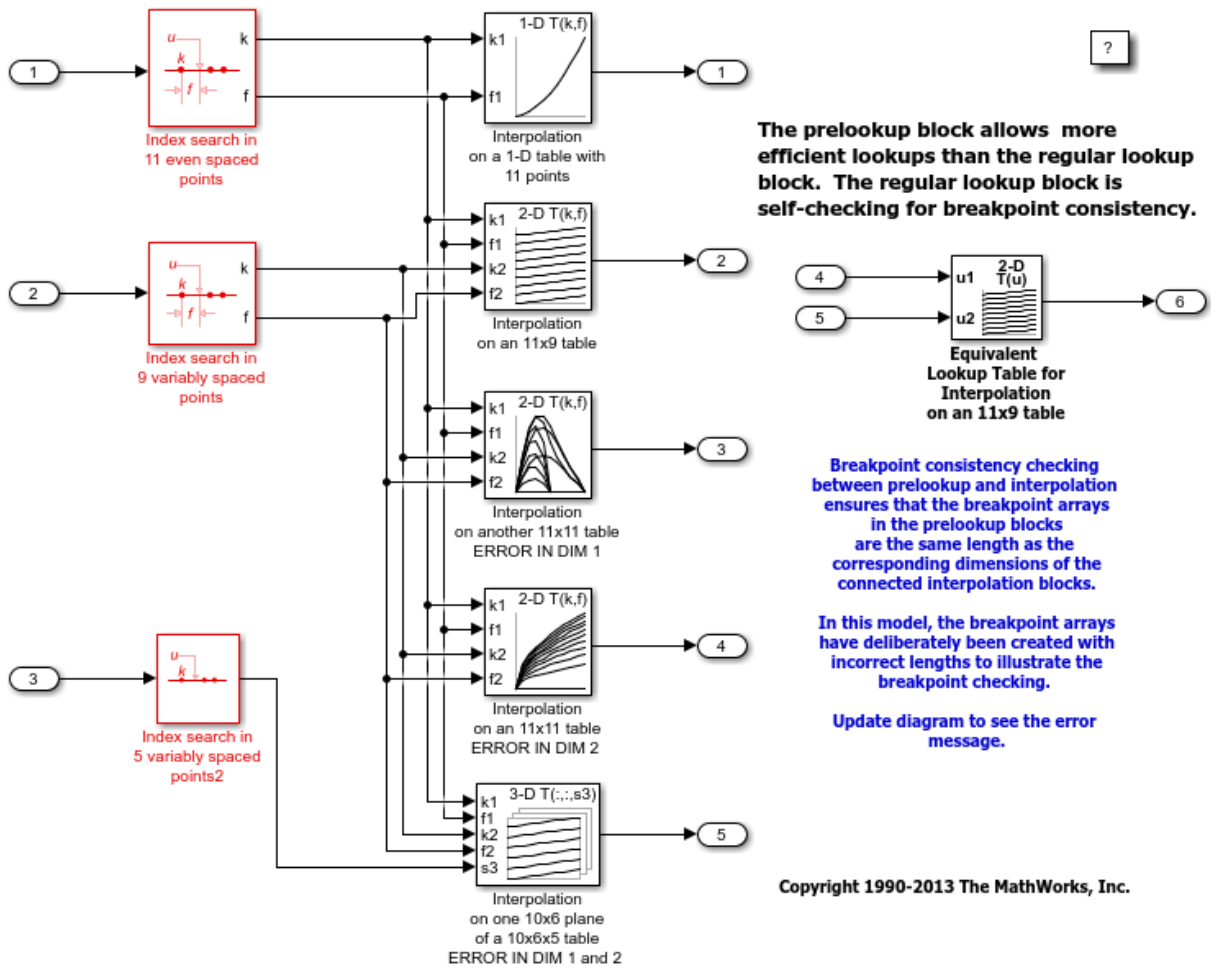 1
u
k
f
k
f
Index search in
11 even spaced
points
1-D T(k,f)
k1
f1
Interpolation
on a 1-D table with
11 points
1
?
The prelookup block allows more
efficient lookups than the regular lookup
block. The regular lookup block is
self-checking for breakpoint consistency.
2
u
k
f
k
f
Index search in
9 variably spaced
points
2-D T(k,f)
k1
f1
k2
f2
Interpolation
on an 11x9 table
2
4
5
u1
u2
2-D
T(u)
6
Equivalent
Lookup Table for
Interpolation
on an 11x9 table
2-D T(k,f)
k1
f1
k2
f2
Interpolation
on another 11x11 table
ERROR IN DIM 1
3
Breakpoint consistency checking
between prelookup and interpolation
ensures that the breakpoint arrays
in the prelookup blocks
are the same length as the
corresponding dimensions of the
connected interpolation blocks.
In this model, the breakpoint arrays
have deliberately been created with
incorrect lengths to illustrate the
breakpoint checking.
Update diagram to see the error
message.
2-D T(k,f)
k1
f1
k2
f2
Interpolation
on an 11x11 table
ERROR IN DIM 2
4
3
u
k
Index search in
5 variably spaced
points2
3-D T(:,:,s3)
k1
f1
k2
f2
s3
Interpolation
on one 10x6 plane
of a 10x6x5 table
ERROR IN DIM 1 and 2
5
Copyright 1990-2013 The MathWorks, Inc.